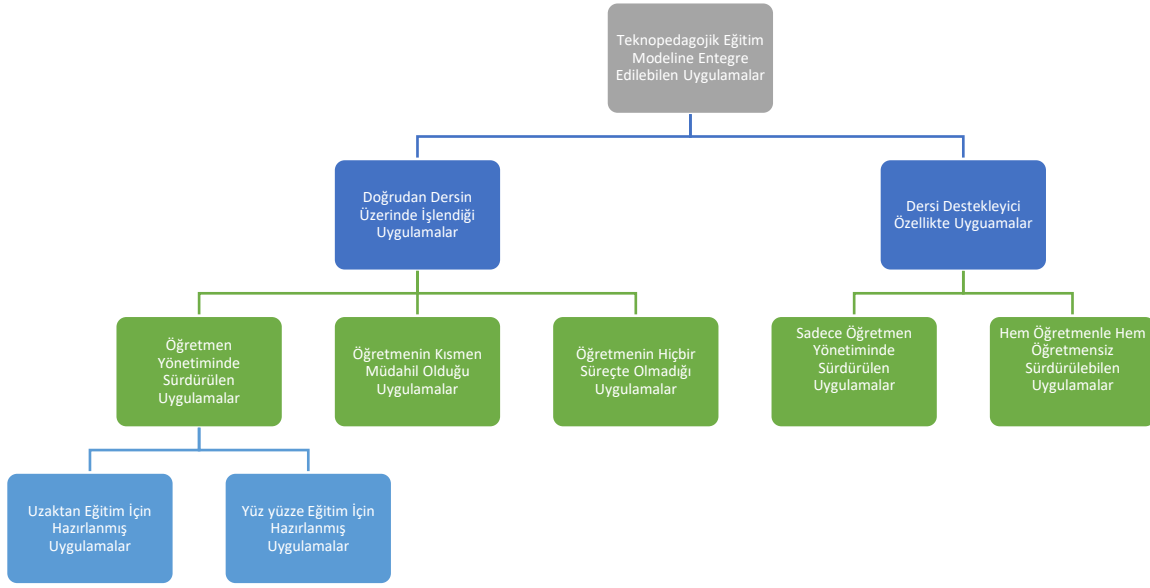 Teknopedagojik Eğitim
Modeline Entegre
Edilebilen Uygulamalar
Doğrudan Dersin
Üzerinde İşlendiği
Uygulamalar
Dersi Destekleyici
Özellikte Uyguamalar
Öğretmen
Yönetiminde
Sürdürülen
Uygulamalar
Öğretmenin Kısmen
Müdahil Olduğu
Uygulamalar
Öğretmenin Hiçbir
Süreçte Olmadığı
Uygulamalar
Sadece Öğretmen
Yönetiminde
Sürdürülen
Uygulamalar
Hem Öğretmenle Hem
Öğretmensiz
Sürdürülebilen
Uygulamalar
Uzaktan Eğitim İçin
Hazırlanmış
Uygulamalar
Yüz yüzze Eğitim İçin
Hazırlanmış
Uygulamalar